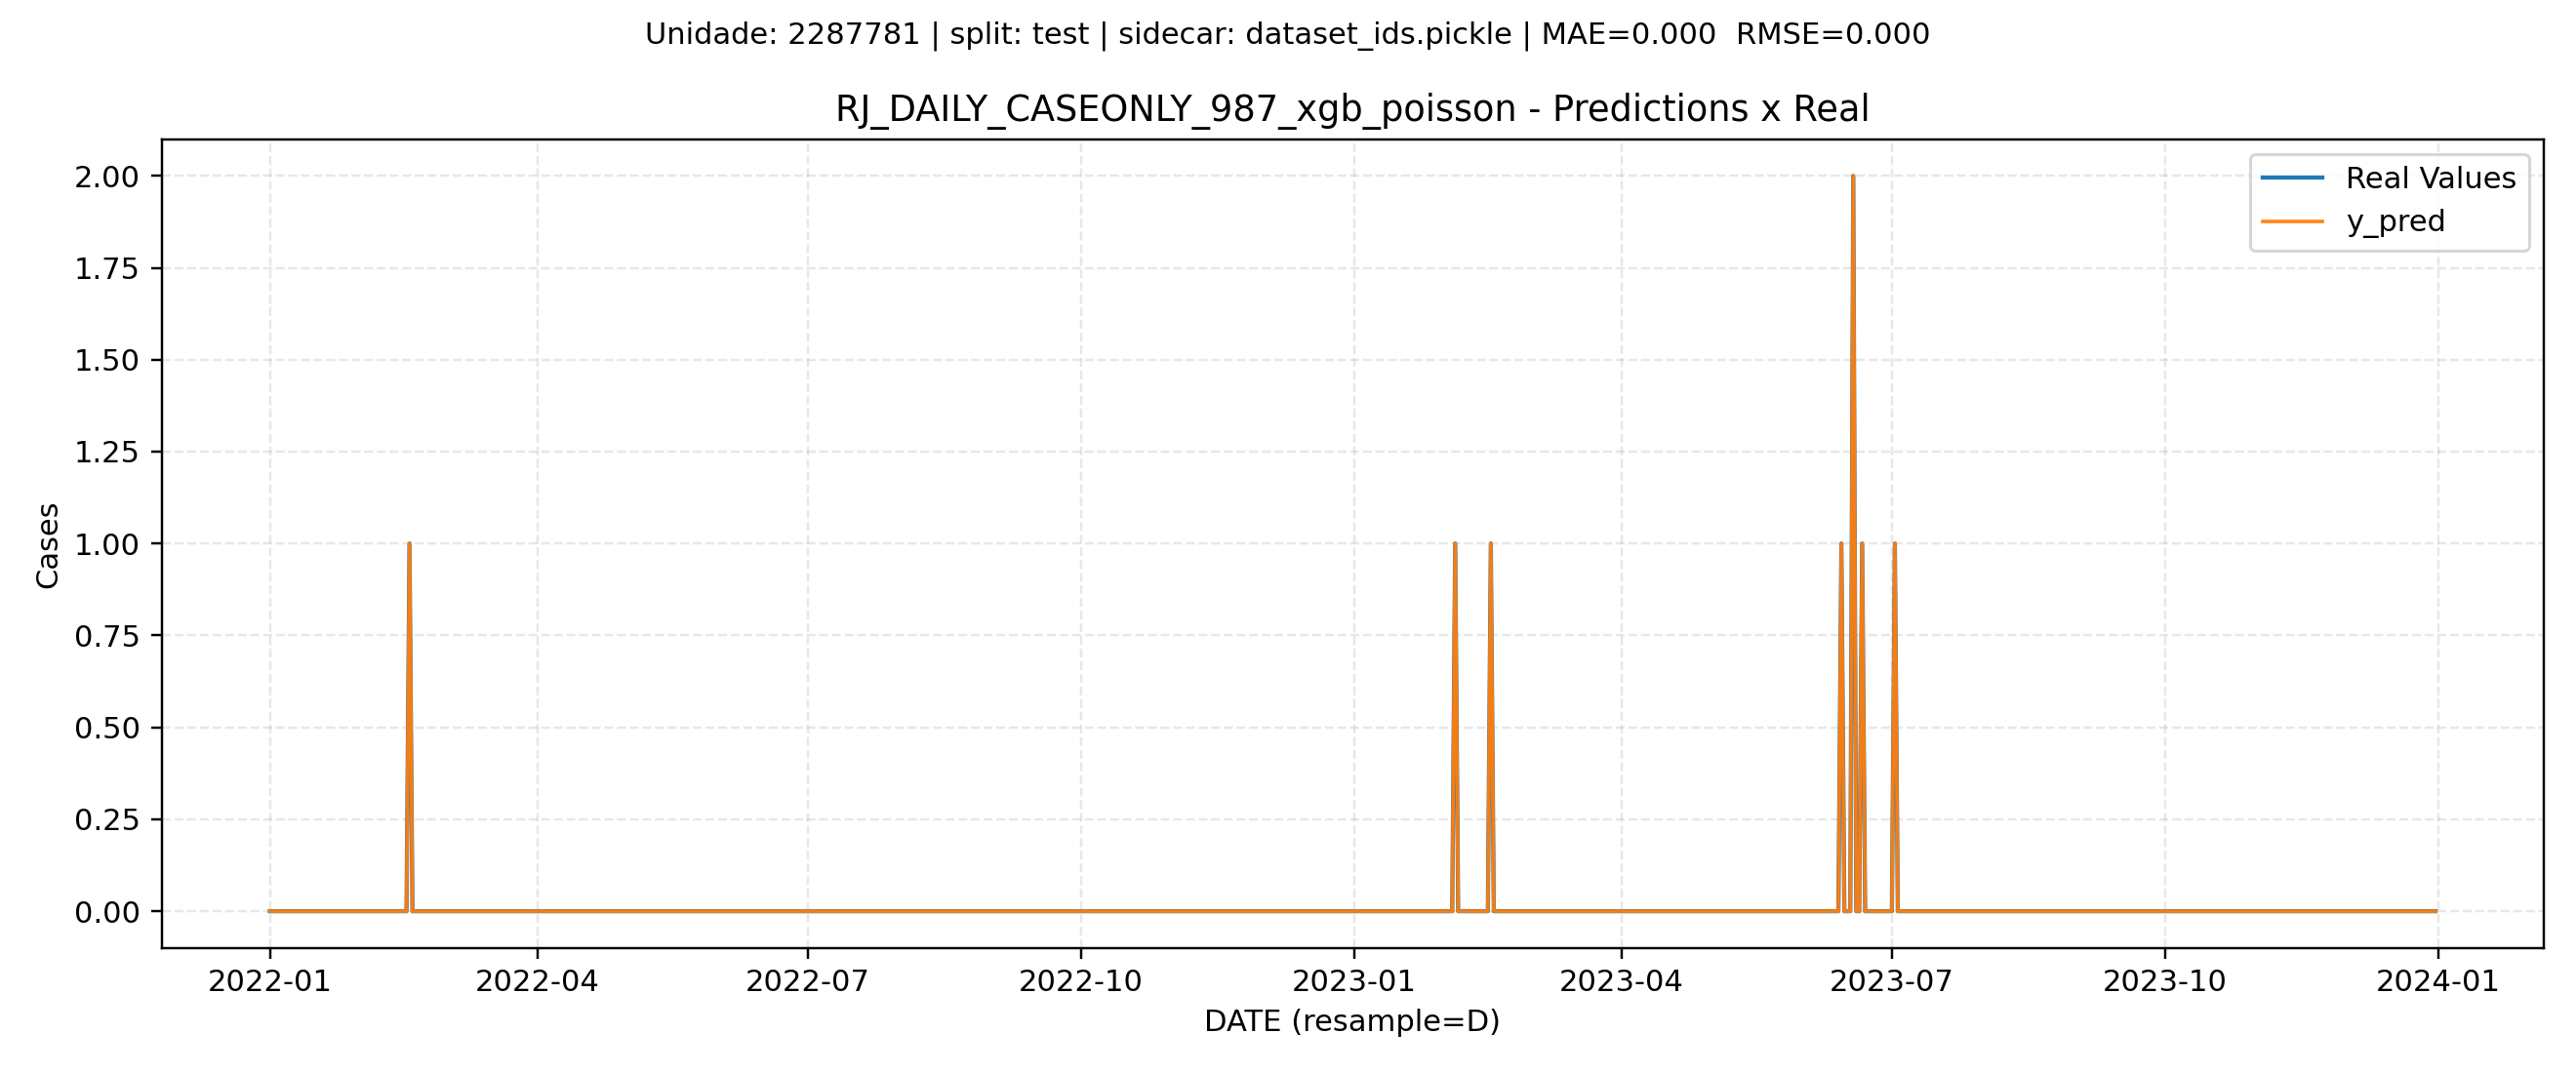 Unidade: 2287781 | split: test | sidecar: dataset_ids.pickle | MAE=0.000  RMSE=0.000
RJ_DAILY_CASEONLY_987_xgb_poisson - Predictions x Real
Real Values
y_pred
2.00
1.75
1.50
1.25
1.00
0.75
0.50
0.25
0.00
Cases
2022-01 2022-04 2022-07 2022-10 2023-01 2023-04 2023-07 2023-10 2024-01
DATE (resample=D)